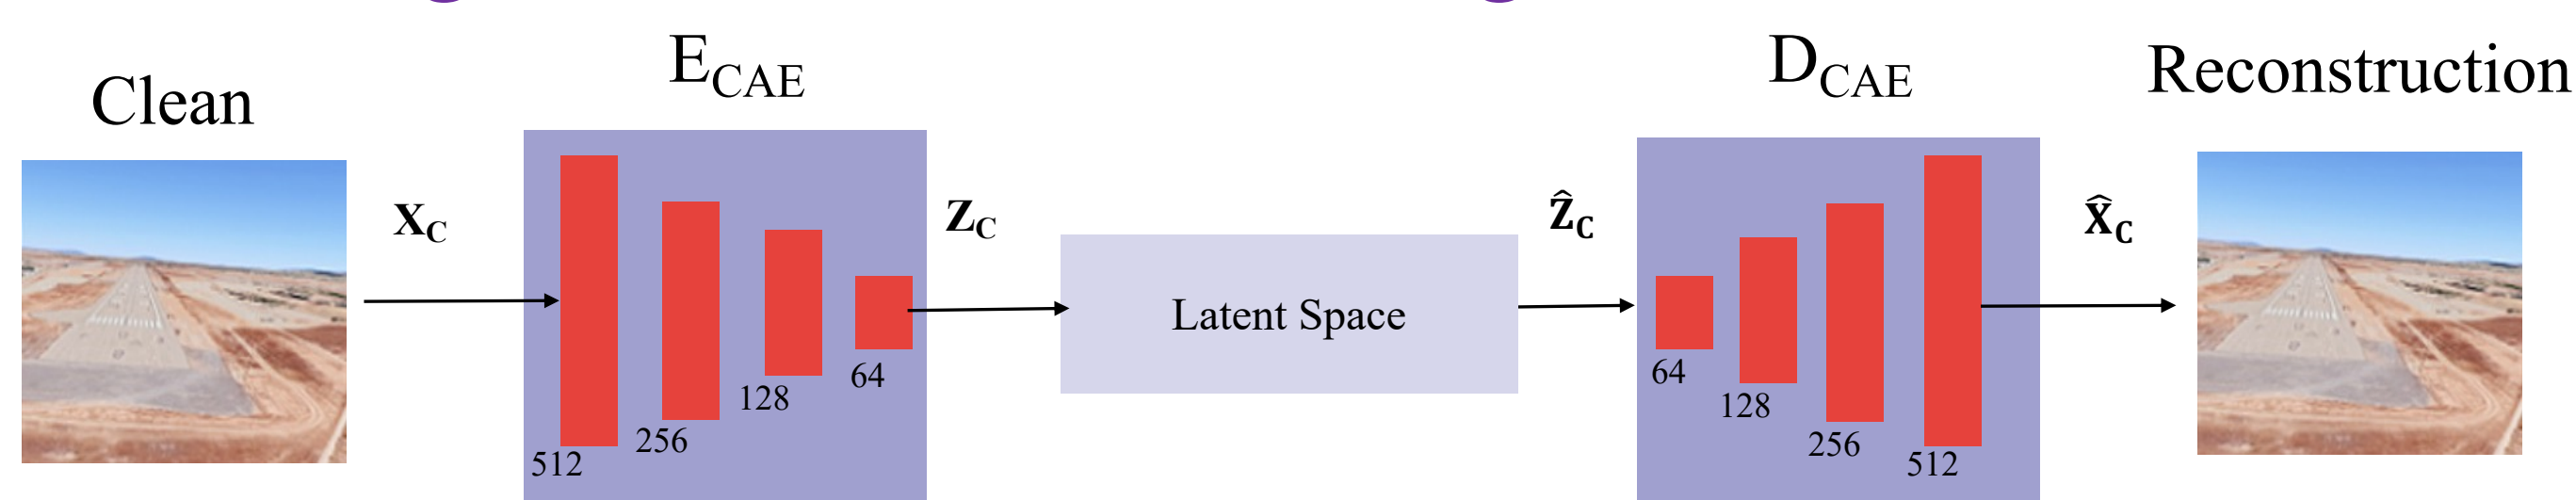 Clean
E_CAE
D_CAE
Reconstruction
X_C
Z_C
Ẑ_C
X̂_C
Latent Space
512
256
128
64
64
128
256
512